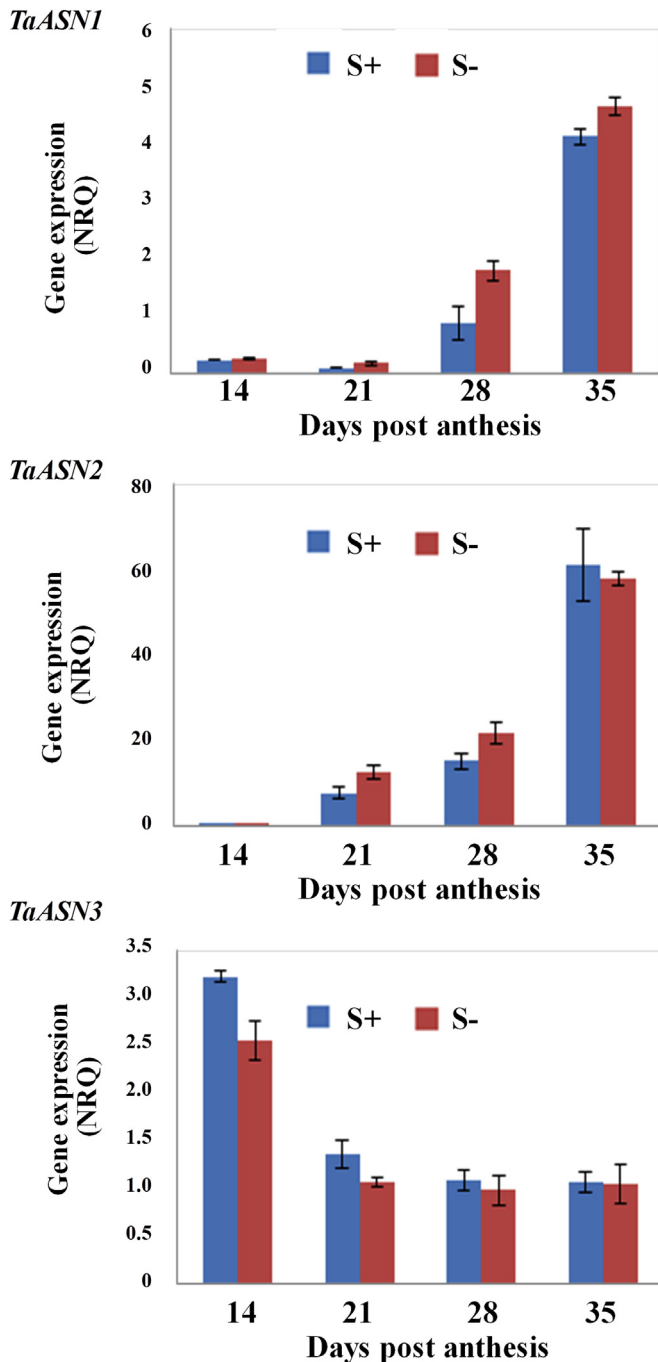 TaASN1
6
S+ S-
5
4
3
2
1
0
Gene expression
(NRQ)
14 21 28 35
Days post anthesis
TaASN2
80
S+ S-
60
40
20
0
Gene expression
(NRQ)
14 21 28 35
Days post anthesis
TaASN3
3.5
3.0
S+ S-
2.5
2.0
1.5
1.0
0.5
0
Gene expression
(NRQ)
14 21 28 35
Days post anthesis